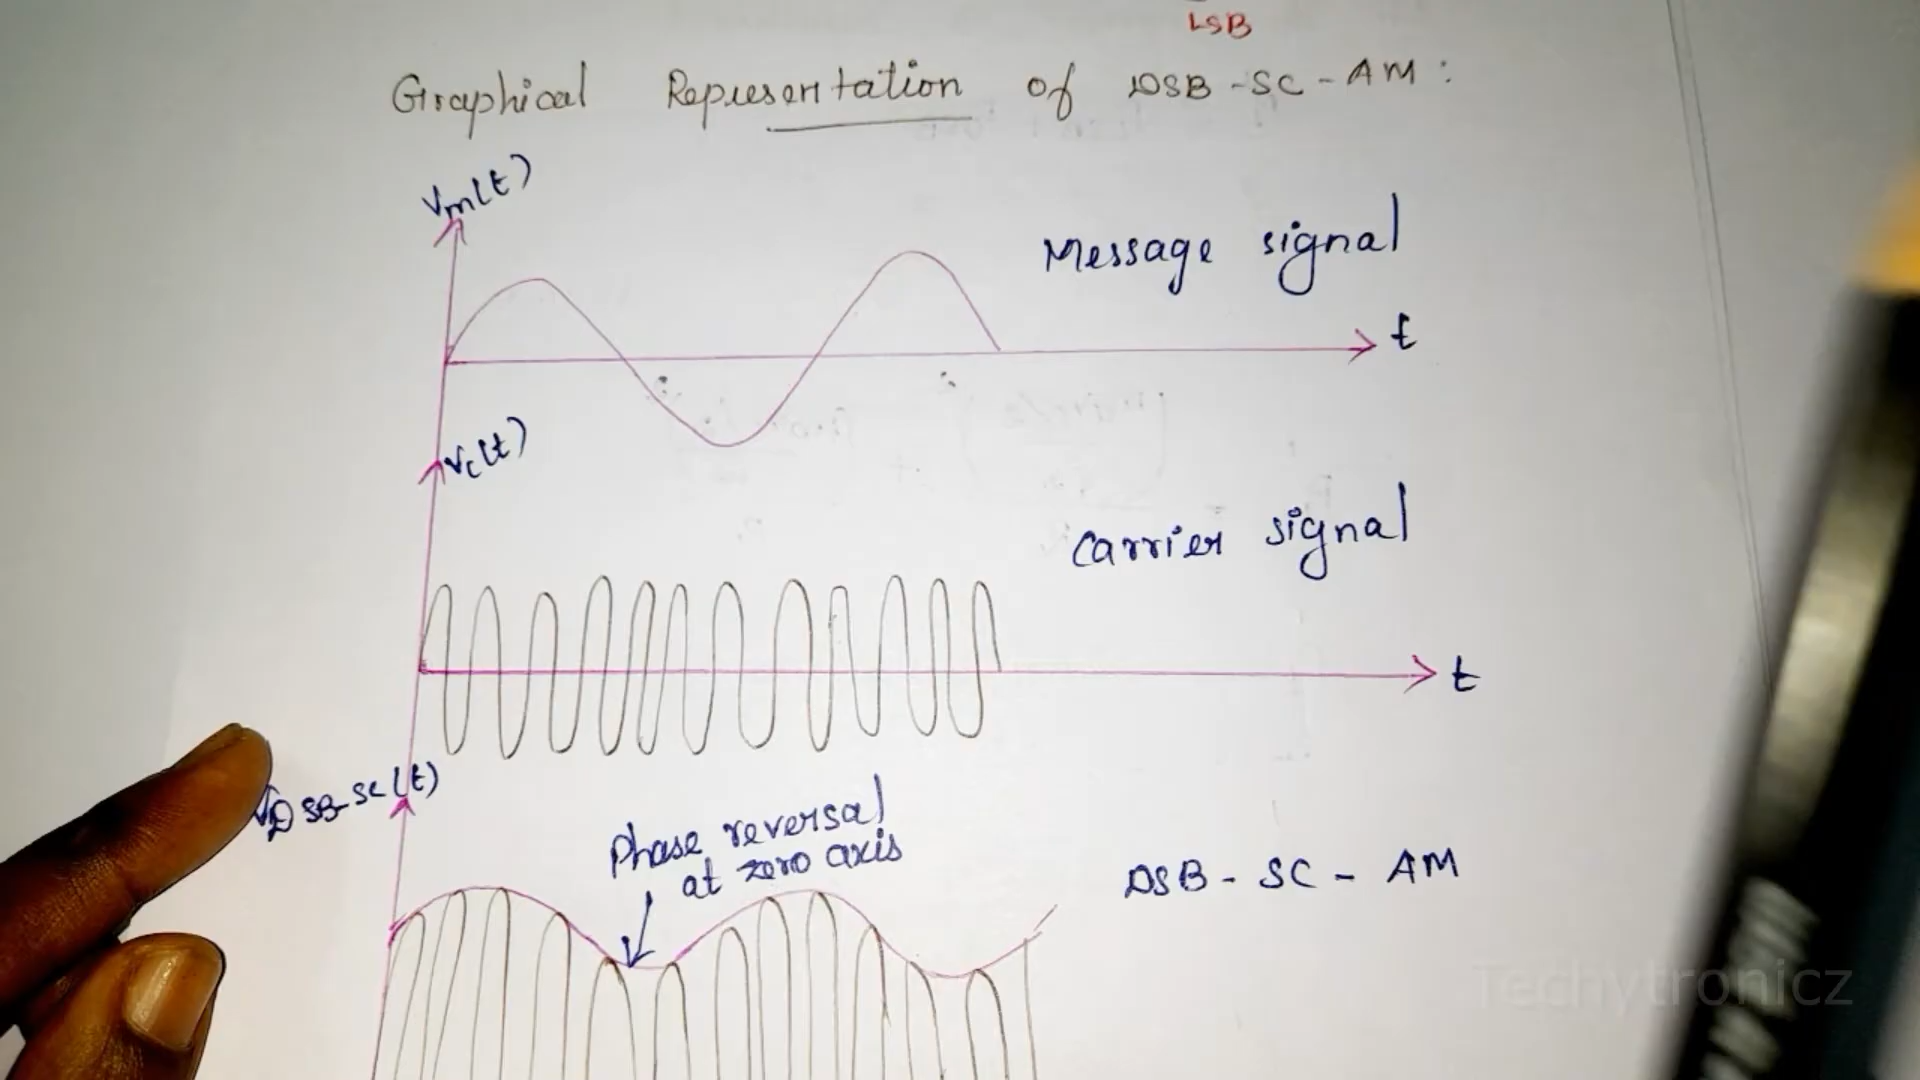 LSB
Graphical Representation of DSB-SC-AM:
Vm(t)
Message signal
t
Vc(t)
Carrier signal
t
VDSB-SC(t)
Phase reversal
at zero axis
DSB-SC-AM
Techytronicz